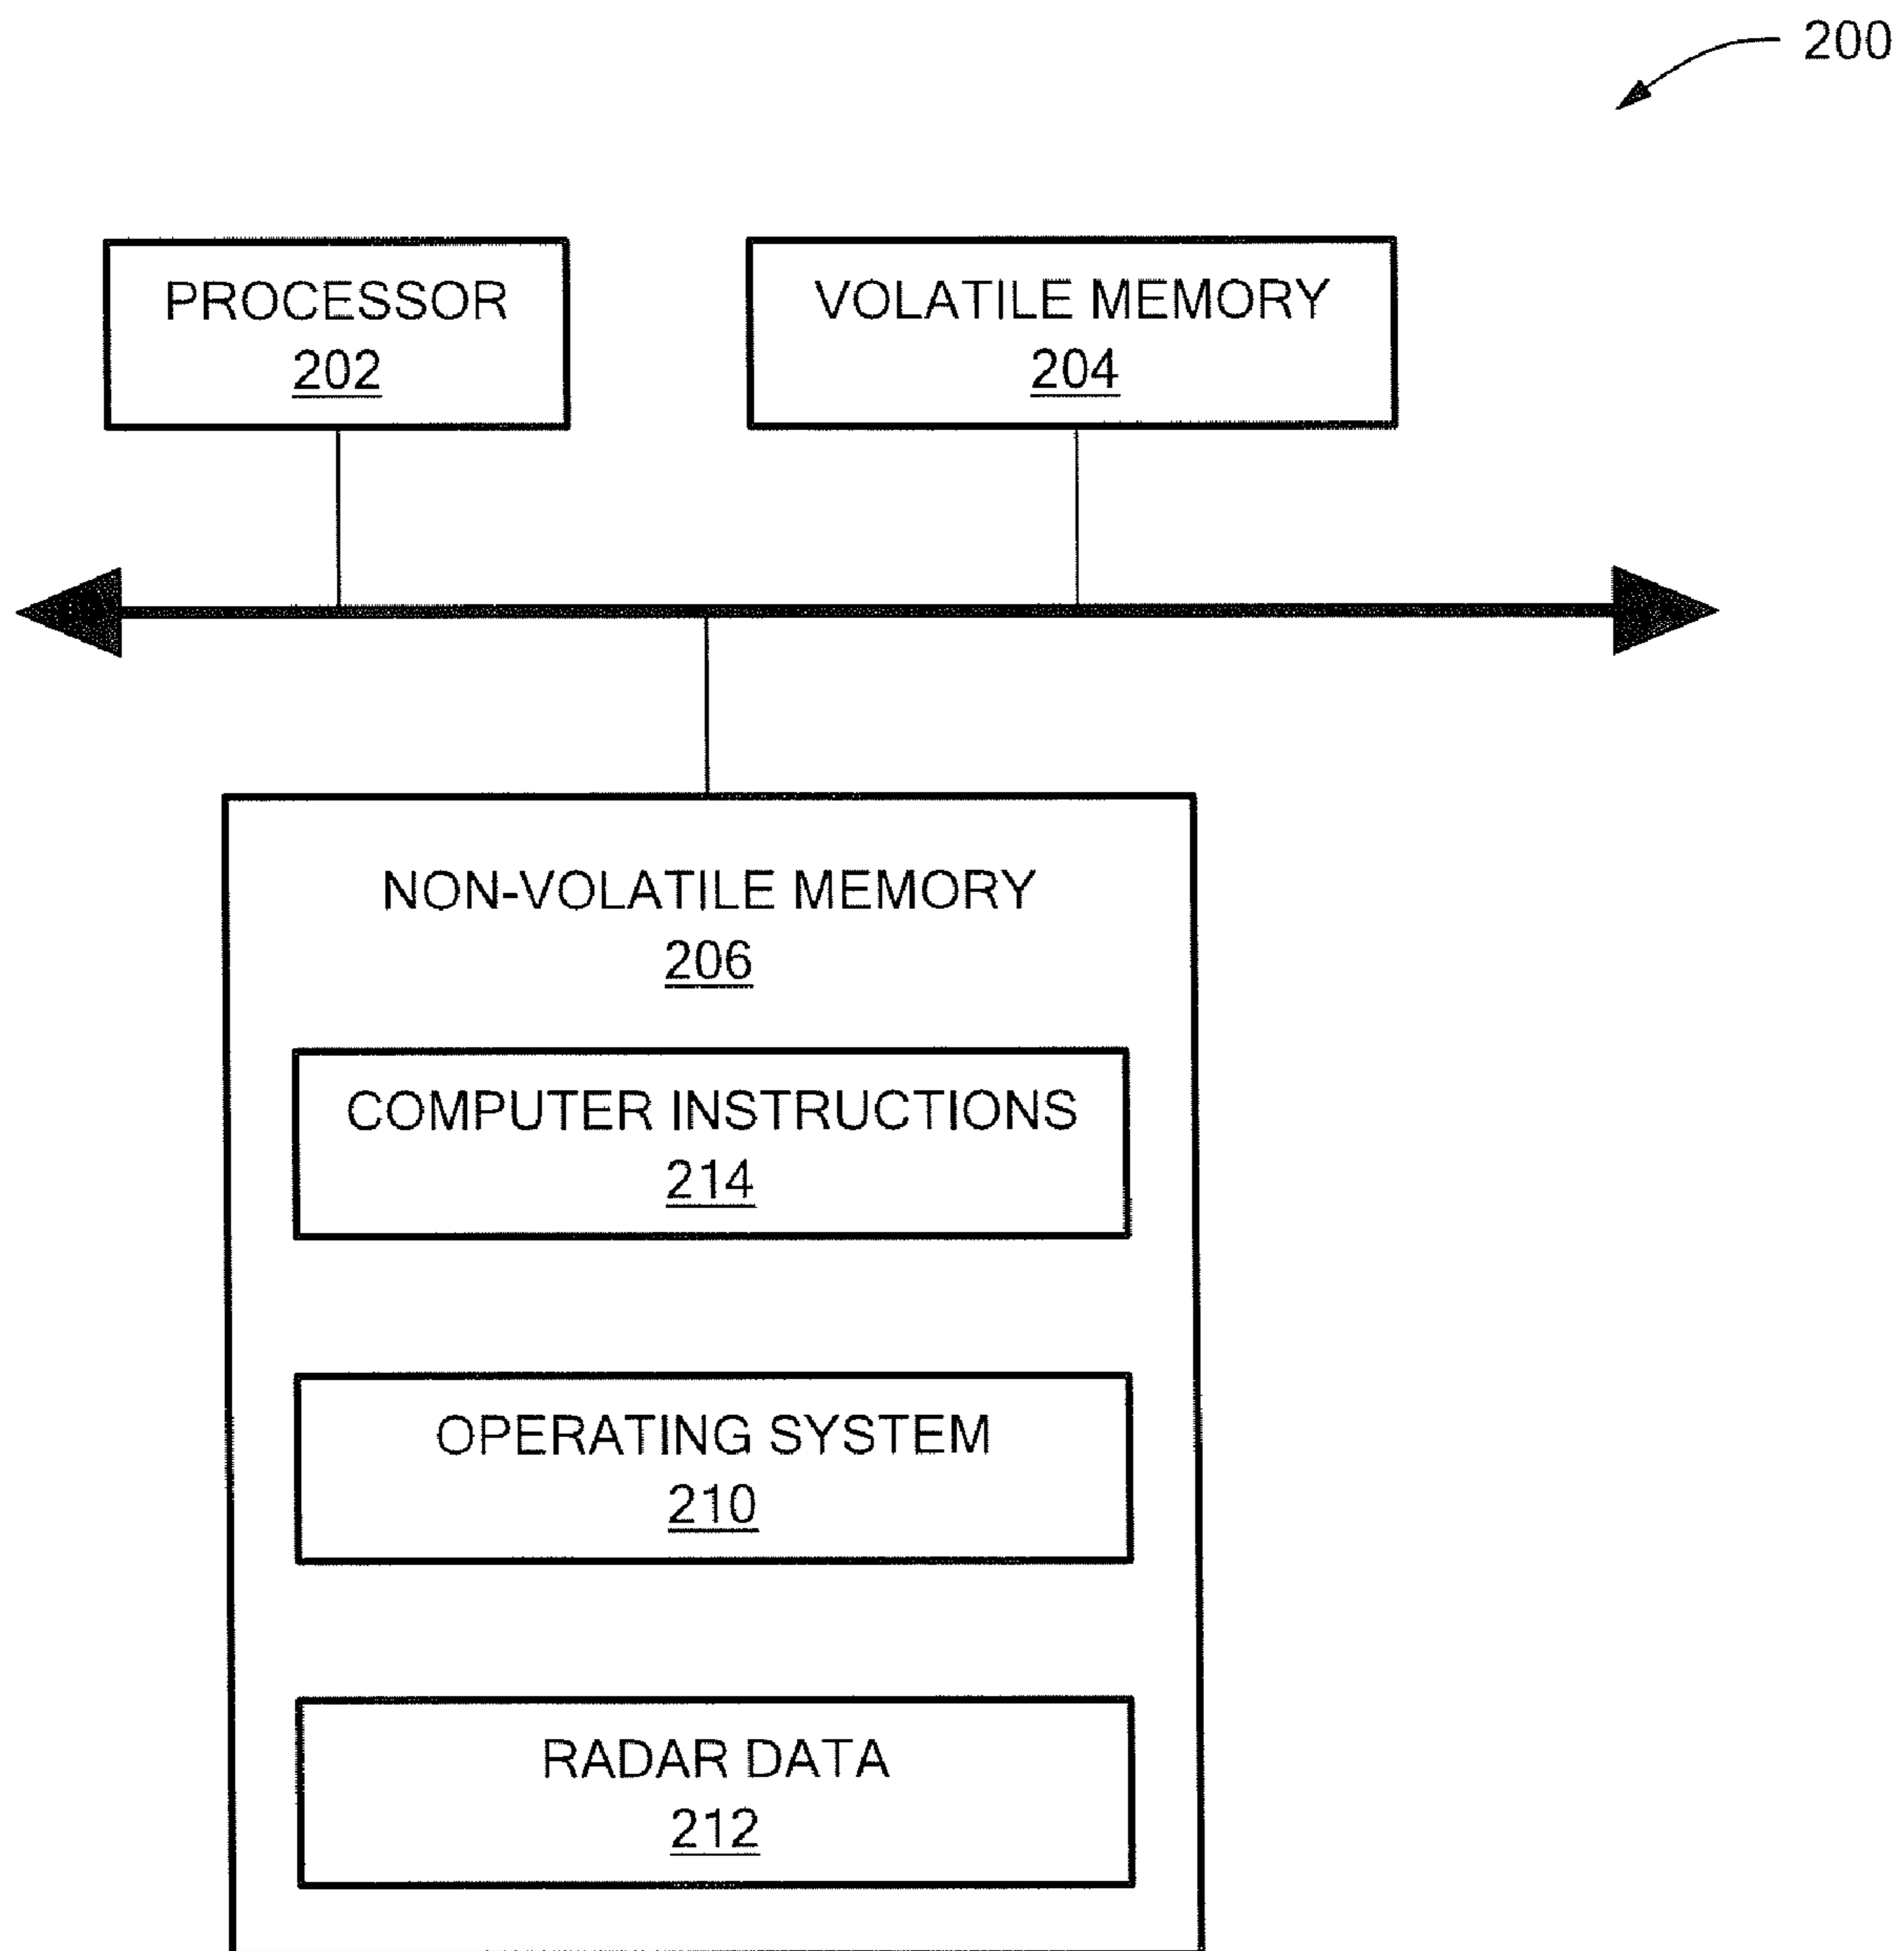 200
PROCESSOR
202
VOLATILE MEMORY
204
NON-VOLATILE MEMORY
206
COMPUTER INSTRUCTIONS
214
OPERATING SYSTEM
210
RADAR DATA
212